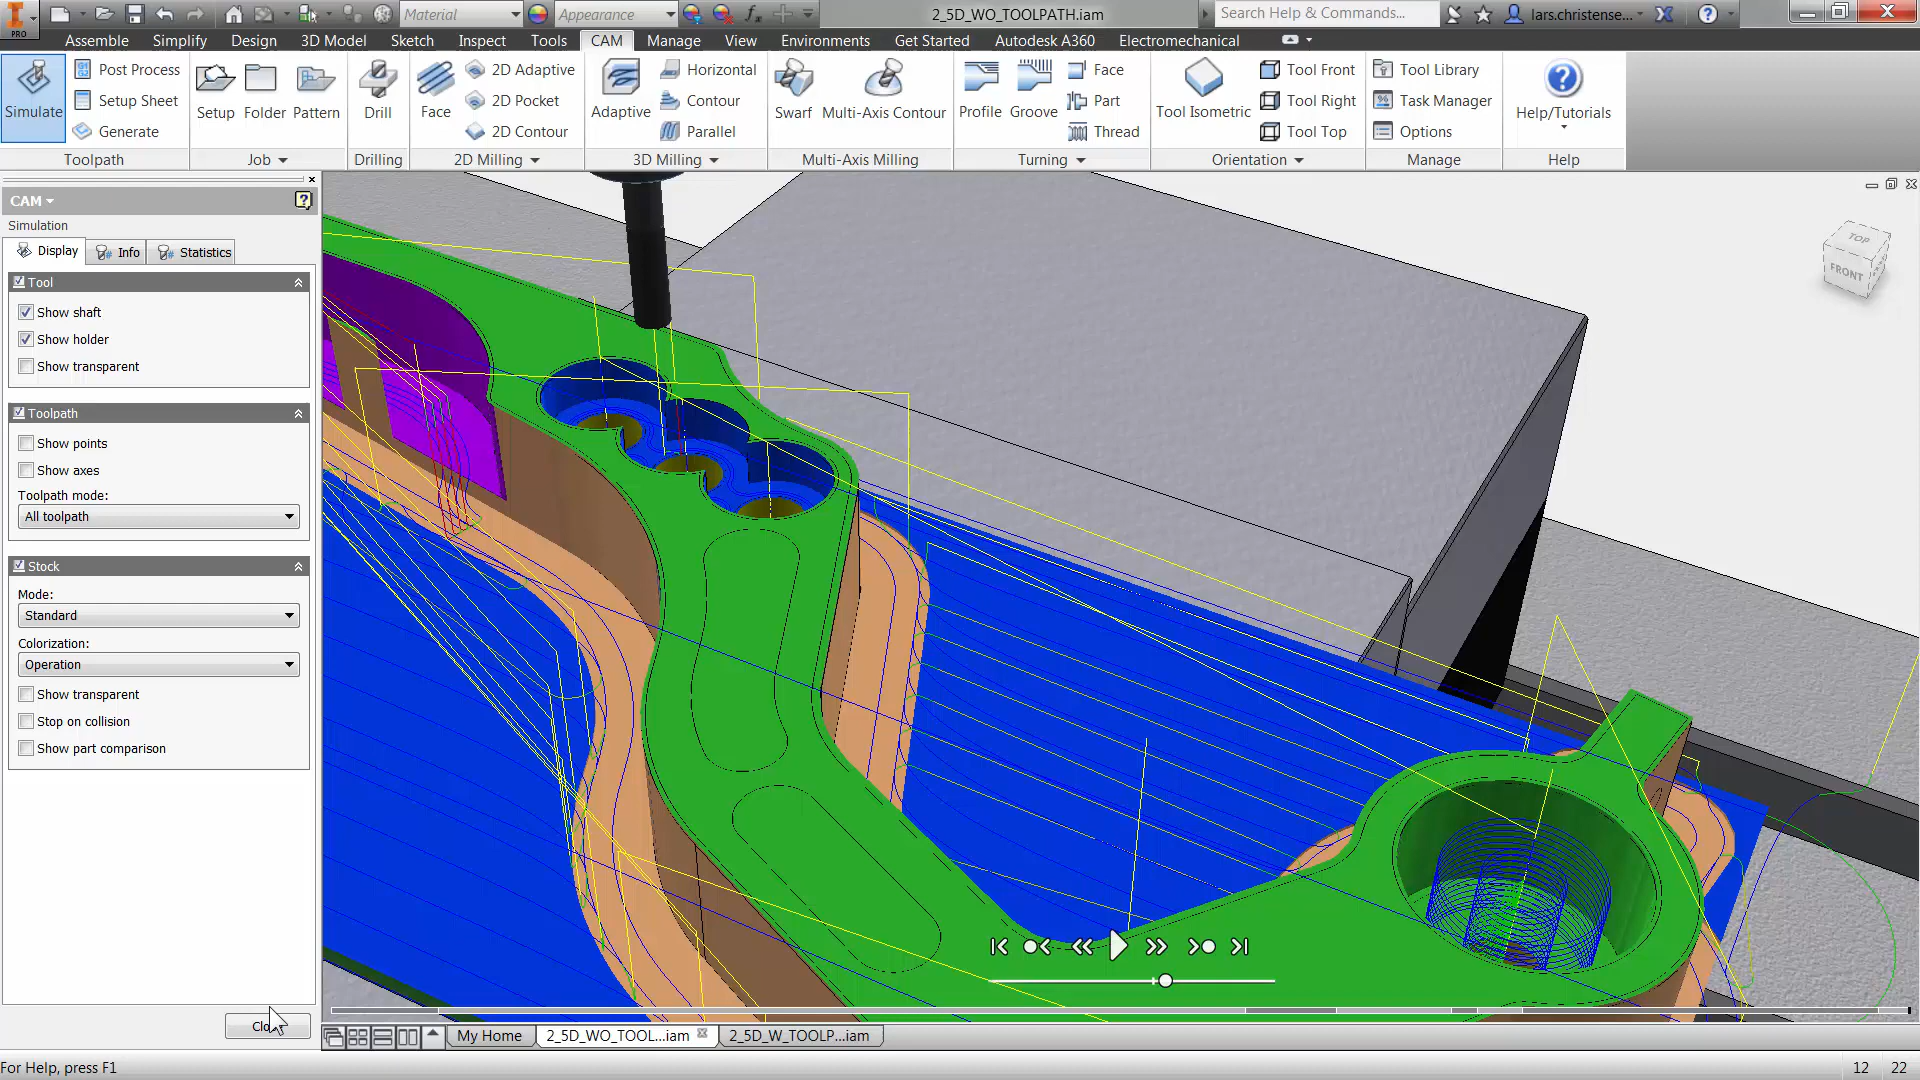 PRO
Material
Appearance
2_5D_WO_TOOLPATH.iam
Search Help & Commands...
lars.christense...
Assemble
Simplify
Design
3D Model
Sketch
Inspect
Tools
CAM
Manage
View
Environments
Get Started
Autodesk A360
Electromechanical
Simulate
Post Process
Setup Sheet
Generate
Toolpath
Setup
Folder
Pattern
Job
Drill
Drilling
Face
2D Adaptive
2D Pocket
2D Contour
2D Milling
Adaptive
Horizontal
Contour
Parallel
3D Milling
Swarf
Multi-Axis Contour
Multi-Axis Milling
Profile
Groove
Face
Part
Thread
Turning
Tool Isometric
Tool Front
Tool Right
Tool Top
Orientation
Tool Library
Task Manager
Options
Manage
Help/Tutorials
Help
CAM
Simulation
Display
Info
Statistics
Tool
Show shaft
Show holder
Show transparent
Toolpath
Show points
Show axes
Toolpath mode:
All toolpath
Stock
Mode:
Standard
Colorization:
Operation
Show transparent
Stop on collision
Show part comparison
TOP
FRONT
My Home
2_5D_WO_TOOL...iam
2_5D_W_TOOLP...iam
For Help, press F1
12
22